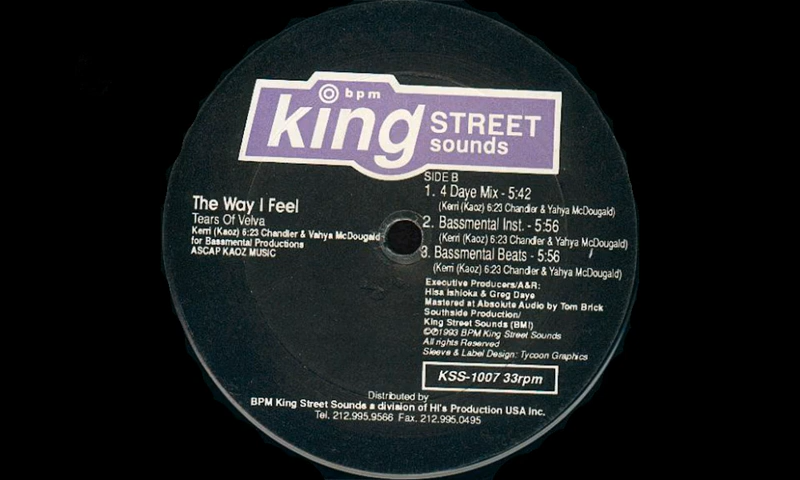 bpm
king STREET
sounds
SIDE B
1. 4 Daye Mix - 5:42
(Kerri (Kaoz) 6:23 Chandler & Yahya McDougald)
2. Bassmental Inst. - 5:56
(Kerri (Kaoz) 6:23 Chandler & Yahya McDougald)
3. Bassmental Beats - 5:56
(Kerri (Kaoz) 6:23 Chandler & Yahya McDougald)
The Way I Feel
Tears Of Velva
Kerri (Kaoz) 6:23 Chandler & Yahya McDougald
for Bassmental Productions
ASCAP KAOZ MUSIC
Executive Producers/A&R:
Hisa Ishioka & Greg Daye
Mastered at Absolute Audio by Tom Brick
Southside Production/
King Street Sounds (BMI)
©℗1993 BPM King Street Sounds
All rights Reserved
Sleeve & Label Design: Tycoon Graphics
KSS-1007 33rpm
Distributed by
BPM King Street Sounds a division of Hi's Production USA Inc.
Tel. 212.995.9566 Fax. 212.995.0495